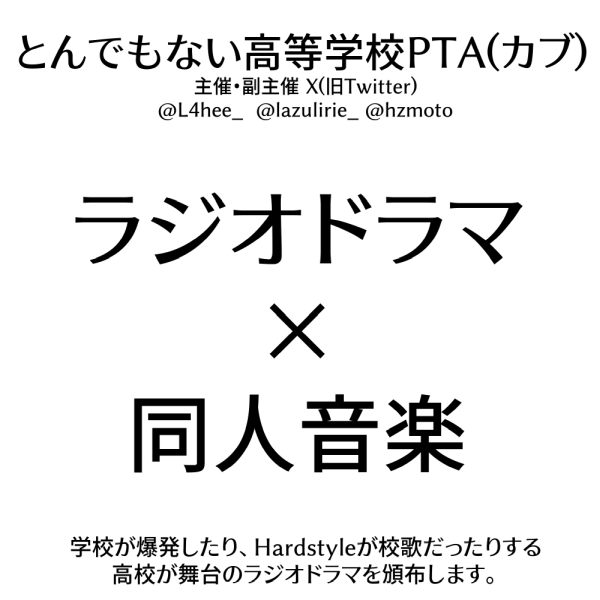 とんでもない高等学校PTA(カブ)
主催・副主催 X(旧Twitter)
@L4hee_ @lazulirie_ @hzmoto
ラジオドラマ
×
同人音楽
学校が爆発したり、Hardstyleが校歌だったりする
高校が舞台のラジオドラマを頒布します。